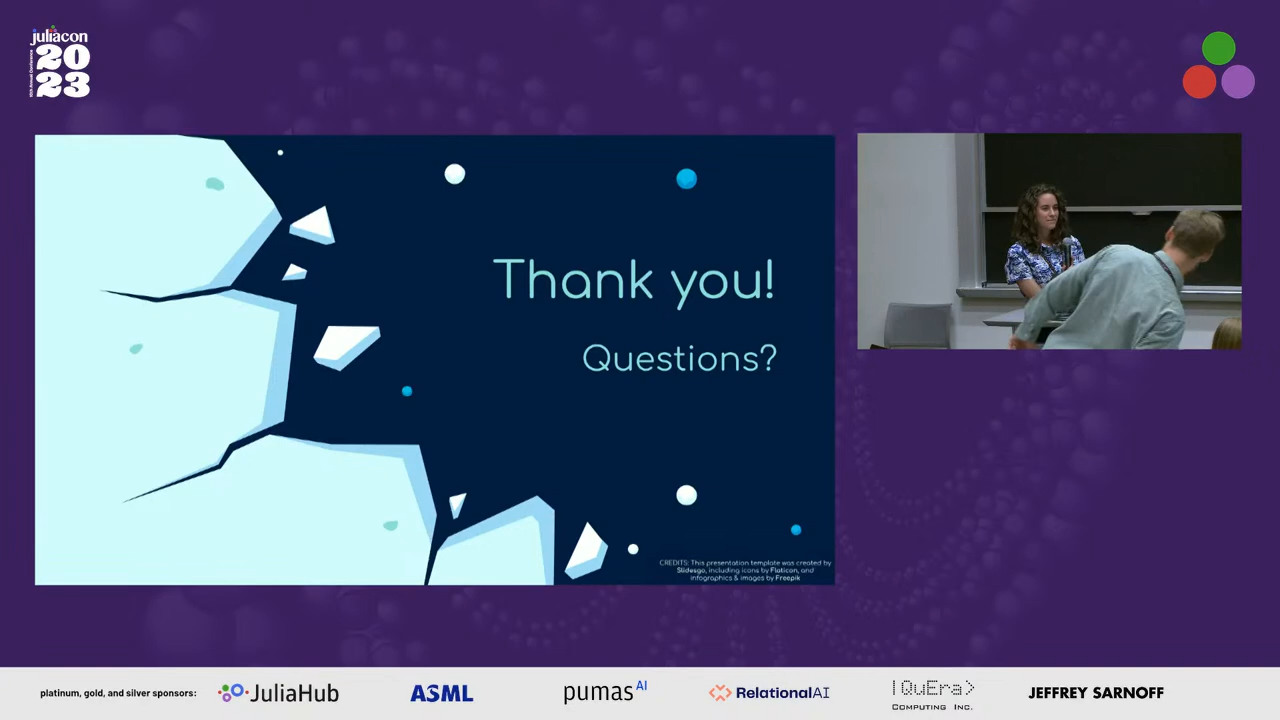 juliacon
20
23
Thank you!
Questions?
CREDITS: This presentation template was created by
Slidesgo, including icons by Flaticon, and
infographics & images by Freepik
platinum, gold, and silver sponsors:
JuliaHub
ASML
pumas AI
RelationalAI
|QuEra>
COMPUTING INC.
JEFFREY SARNOFF